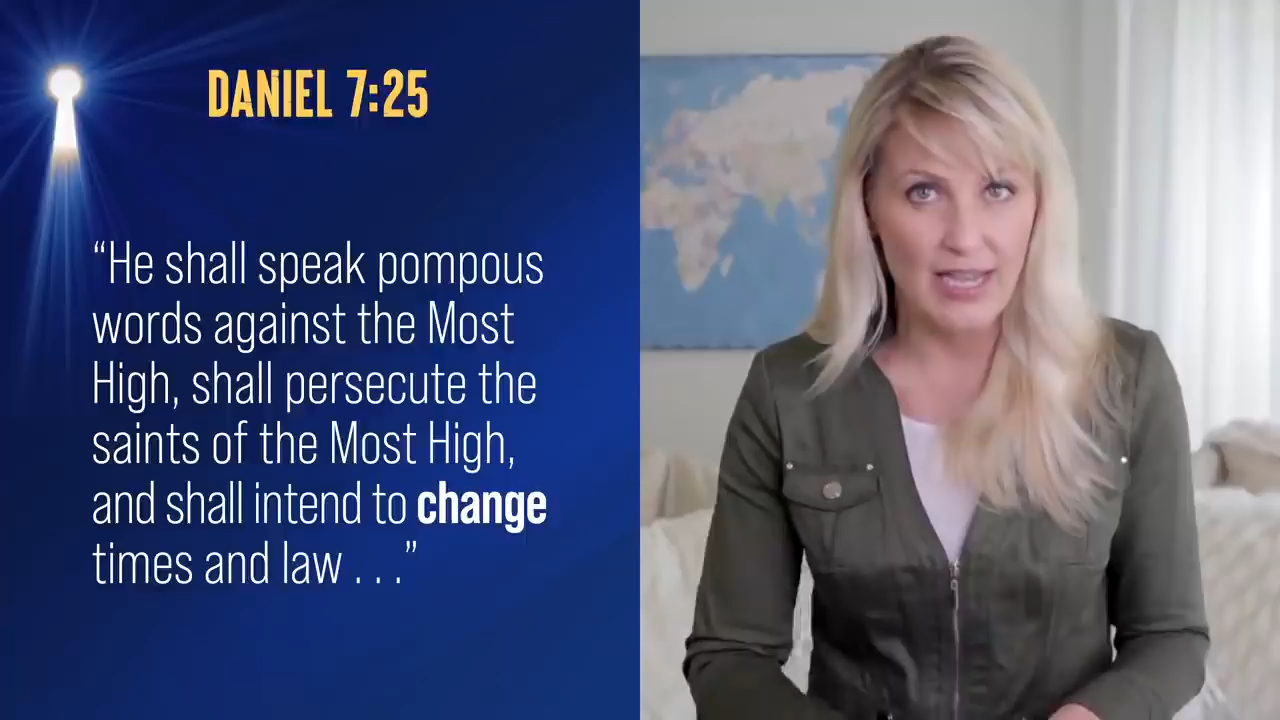 DANIEL 7:25
“He shall speak pompous
words against the Most
High, shall persecute the
saints of the Most High,
and shall intend to change
times and law . . .”